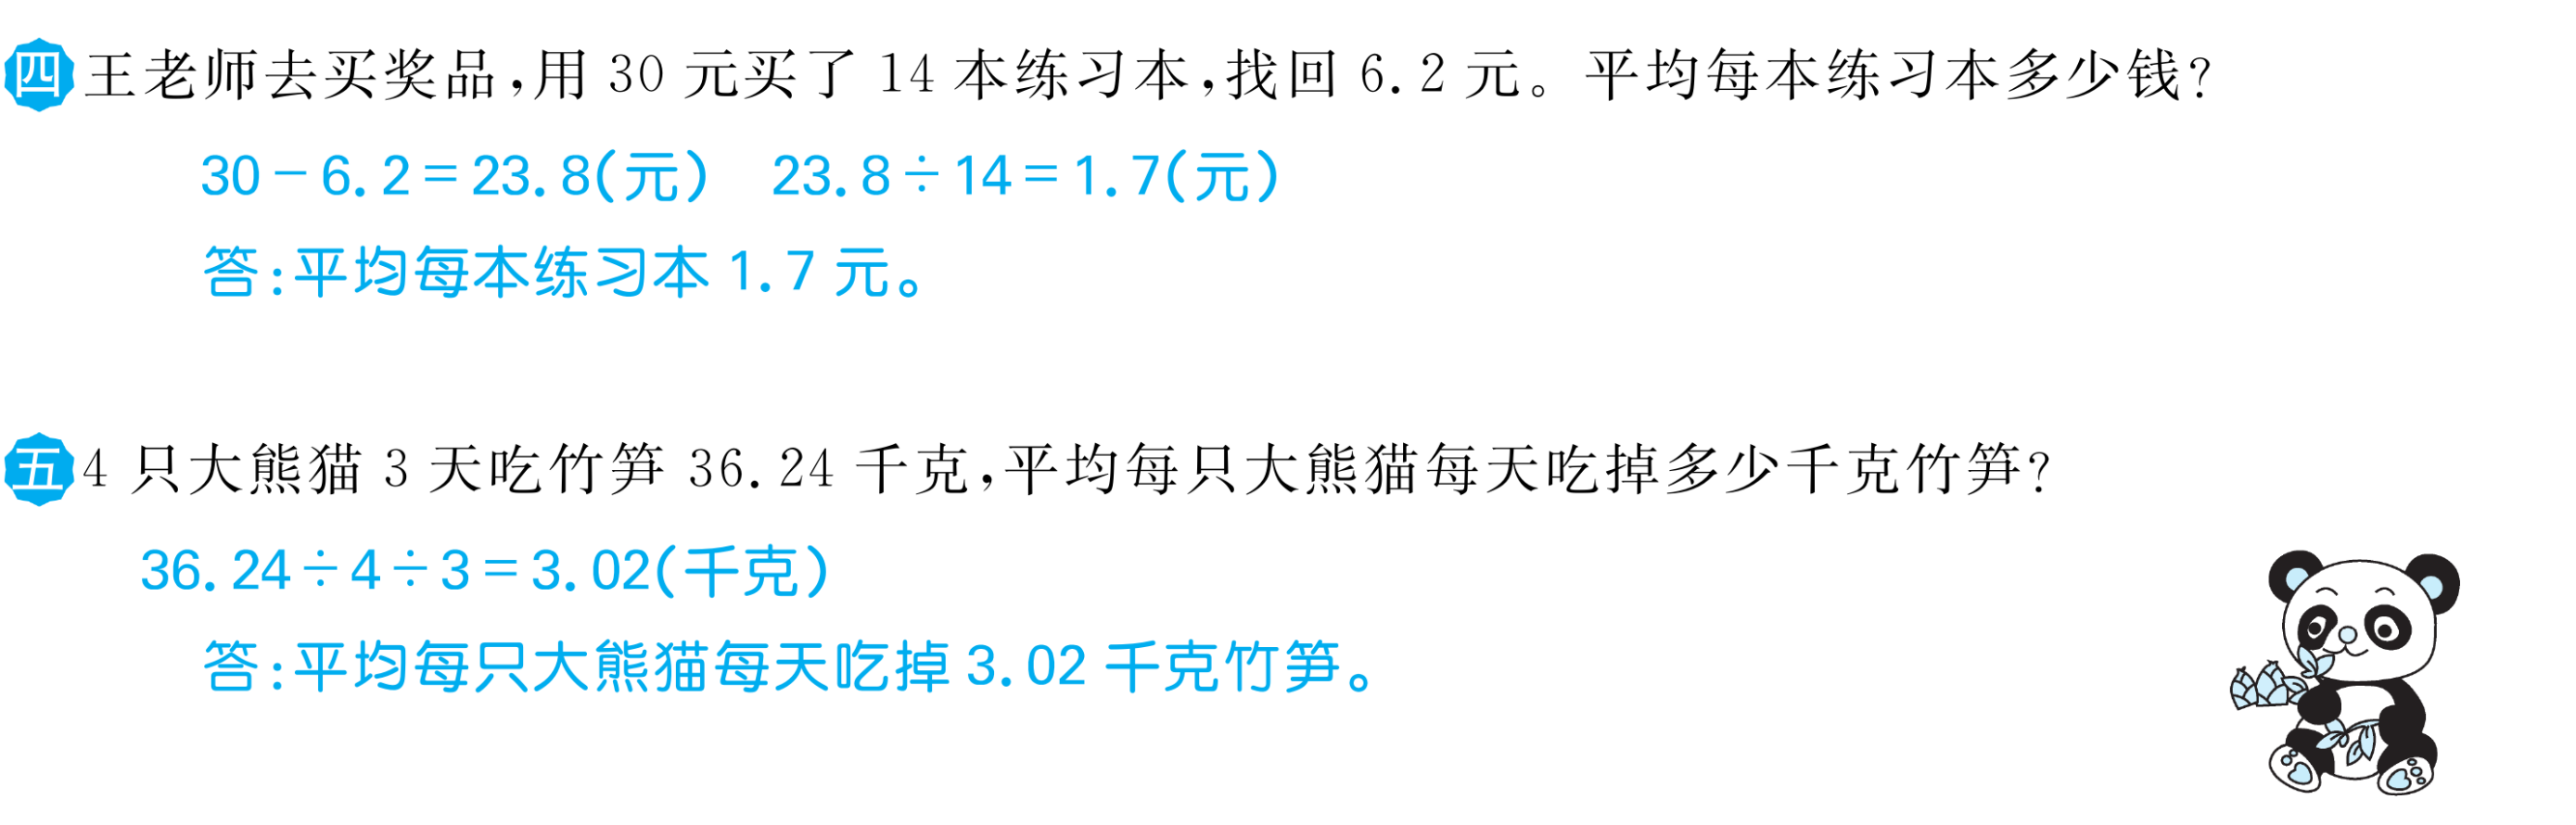 四 王老师去买奖品,用 30 元买了 14 本练习本,找回 6.2 元。平均每本练习本多少钱?
30-6.2=23.8(元) 23.8÷14=1.7(元)
答:平均每本练习本 1.7 元。
五 4 只大熊猫 3 天吃竹笋 36.24 千克,平均每只大熊猫每天吃掉多少千克竹笋?
36.24÷4÷3=3.02(千克)
答:平均每只大熊猫每天吃掉 3.02 千克竹笋。